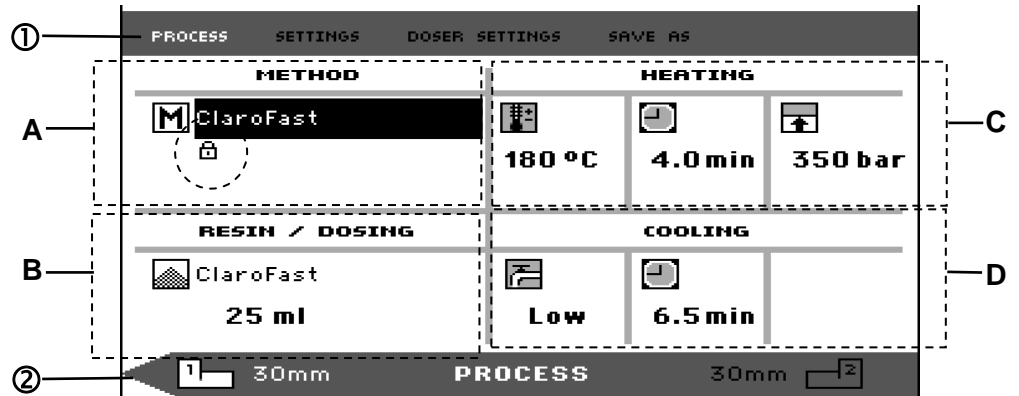 ① PROCESS SETTINGS DOSER SETTINGS SAVE AS
METHOD HEATING
A M ClaroFast C
180 ºC 4.0 min 350 bar
RESIN / DOSING COOLING
B ClaroFast D
25 ml Low 6.5 min
② 1 30mm PROCESS 30mm 2